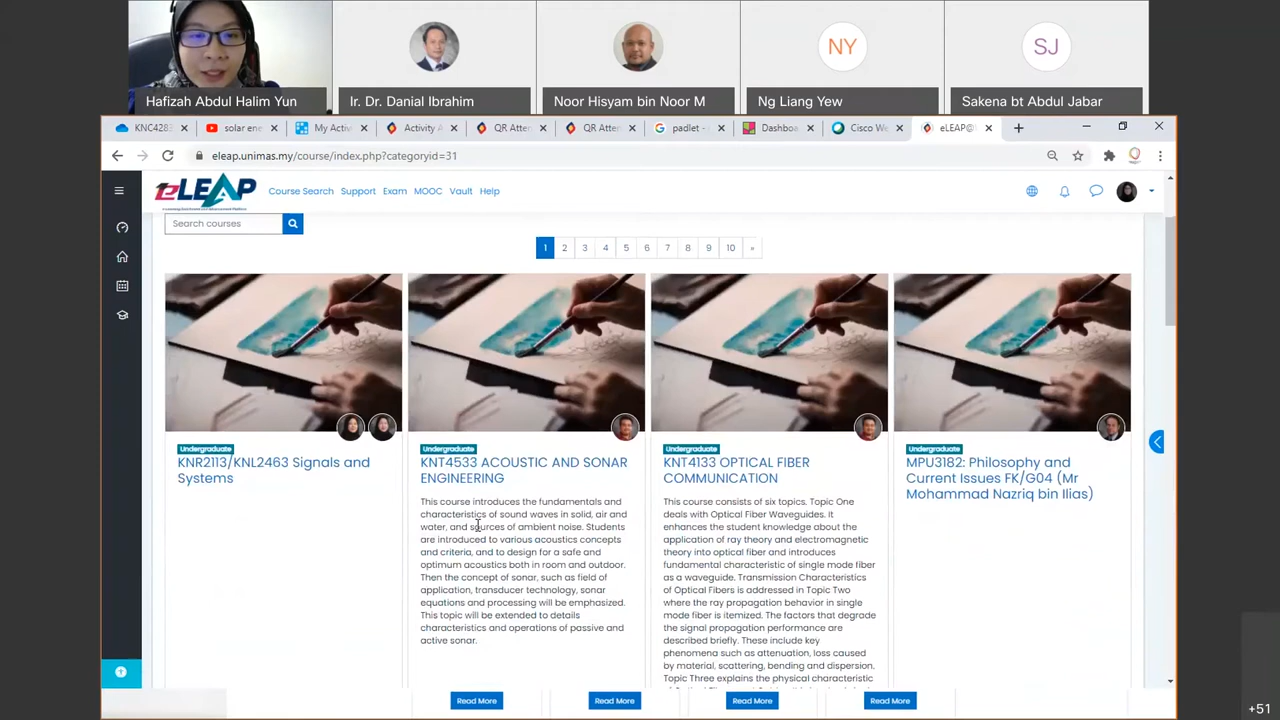 Hafizah Abdul Halim Yun
Ir. Dr. Danial Ibrahim
Noor Hisyam bin Noor M
NY
Ng Liang Yew
SJ
Sakena bt Abdul Jabar
KNC428
solar ene
My Activ
Activity A
QR Atten
QR Atten
padlet - G
Dashboa
Cisco We
eLEAP@
eleap.unimas.my/course/index.php?categoryid=31
eLEAP
Course Search Support Exam MOOC Vault Help
Search courses
1 2 3 4 5 6 7 8 9 10 »
Undergraduate
KNR2113/KNL2463 Signals and
Systems
Undergraduate
KNT4533 ACOUSTIC AND SONAR
ENGINEERING
This course introduces the fundamentals and
characteristics of sound waves in solid, air and
water, and sources of ambient noise. Students
are introduced to various acoustics concepts
and criteria, and to design for a safe and
optimum acoustics both in room and outdoor.
Then the concept of sonar, such as field of
application, transducer technology, sonar
equations and processing will be emphasized.
This topic will be extended to details
characteristics and operations of passive and
active sonar.
Undergraduate
KNT4133 OPTICAL FIBER
COMMUNICATION
This course consists of six topics. Topic One
deals with Optical Fiber Waveguides. It
enhances the student knowledge about the
application of ray theory and electromagnetic
theory into optical fiber and introduces
fundamental characteristic of single mode fiber
as a waveguide. Transmission Characteristics
of Optical Fibers is addressed in Topic Two
where the ray propagation behavior in single
mode fiber is itemized. The factors that degrade
the signal propagation performance are
described briefly. These include key
phenomena such as attenuation, loss caused
by material, scattering, bending and dispersion.
Topic Three explains the physical characteristic
Undergraduate
MPU3182: Philosophy and
Current Issues FK/G04 (Mr
Mohammad Nazriq bin Ilias)
Read More
Read More
Read More
Read More
+51